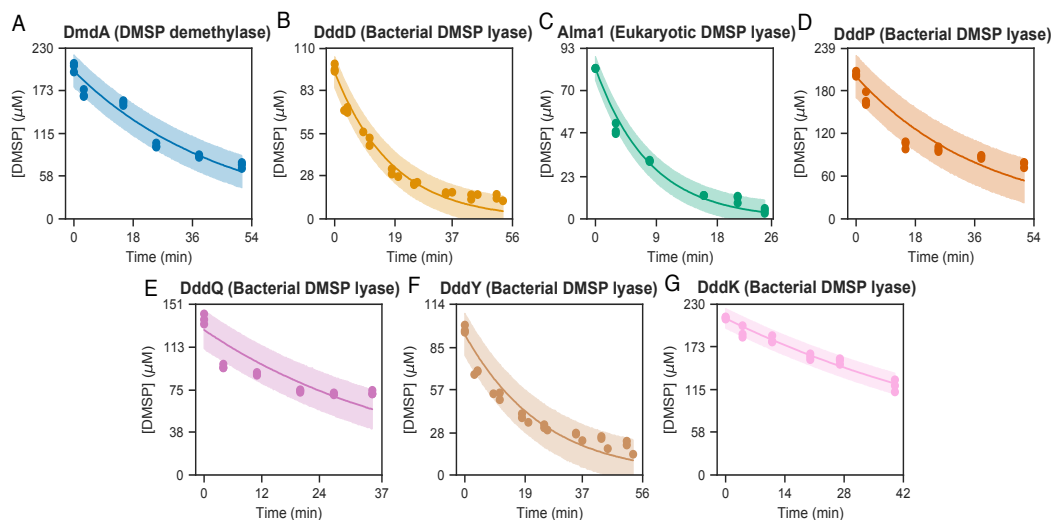 A
DmdA (DMSP demethylase)
230
173
115
58
0
[DMSP] (µM)
0 18 36 54
Time (min)
B
DddD (Bacterial DMSP lyase)
110
83
55
28
0
[DMSP] (µM)
0 19 37 56
Time (min)
C
Alma1 (Eukaryotic DMSP lyase)
93
70
47
23
0
[DMSP] (µM)
0 9 18 26
Time (min)
D
DddP (Bacterial DMSP lyase)
239
180
120
60
0
[DMSP] (µM)
0 18 36 54
Time (min)
E
DddQ (Bacterial DMSP lyase)
151
113
75
38
0
[DMSP] (µM)
0 12 24 37
Time (min)
F
DddY (Bacterial DMSP lyase)
114
85
57
28
0
[DMSP] (µM)
0 19 37 56
Time (min)
G
DddK (Bacterial DMSP lyase)
230
173
115
58
0
[DMSP] (µM)
0 14 28 42
Time (min)